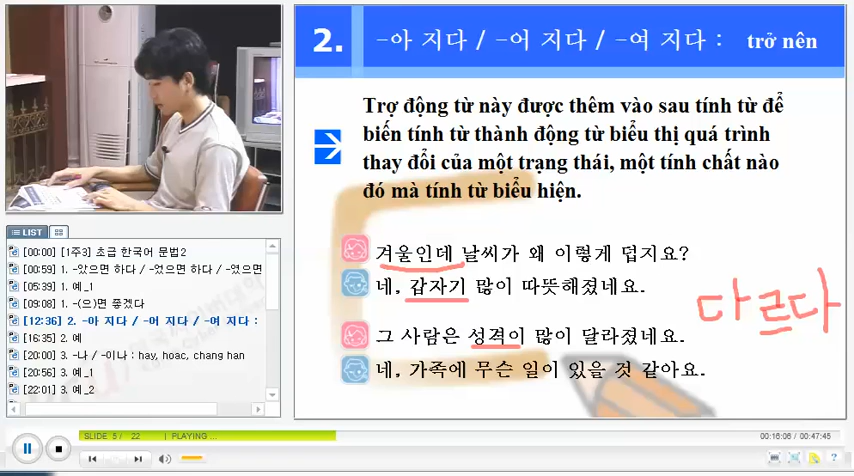 2. -아 지다 / -어 지다 / -여 지다 : trở nên
Trợ động từ này được thêm vào sau tính từ để
biến tính từ thành động từ biểu thị quá trình
thay đổi của một trạng thái, một tính chất nào
đó mà tính từ biểu hiện.
겨울인데 날씨가 왜 이렇게 덥지요?
네, 갑자기 많이 따뜻해졌네요.
다르다
그 사람은 성격이 많이 달라졌네요.
네, 가족에 무슨 일이 있을 것 같아요.
LIST
[00:00] [1주3] 초급 한국어 문법2
[00:59] 1. -았으면 하다 / -었으면 하다 / -였으면
[05:39] 1. 예_1
[09:08] 1. -(으)면 좋겠다
[12:36] 2. -아 지다 / -어 지다 / -여 지다 :
[16:35] 2. 예
[20:00] 3. -나 / -이나 : hay, hoac, chang han
[20:56] 3. 예_1
[22:01] 3. 예_2
SLIDE 5 / 22 | PLAYING ...
00:16:06 / 00:47:45